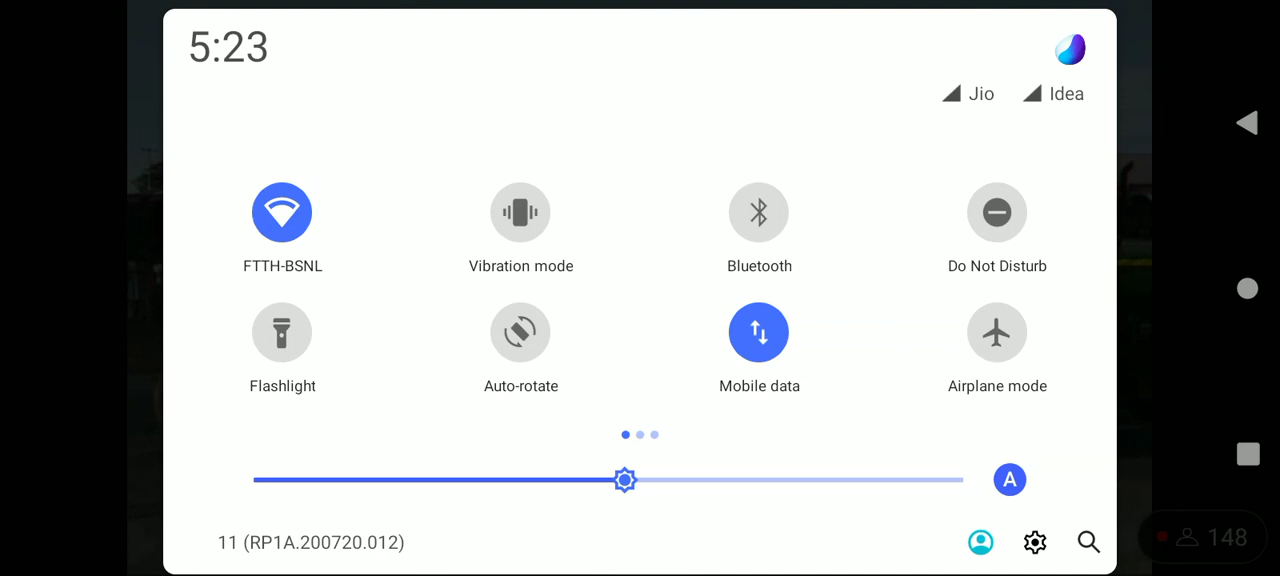 5:23
Jio Idea
FTTH-BSNL Vibration mode Bluetooth Do Not Disturb
Flashlight Auto-rotate Mobile data Airplane mode
A
11 (RP1A.200720.012)
148